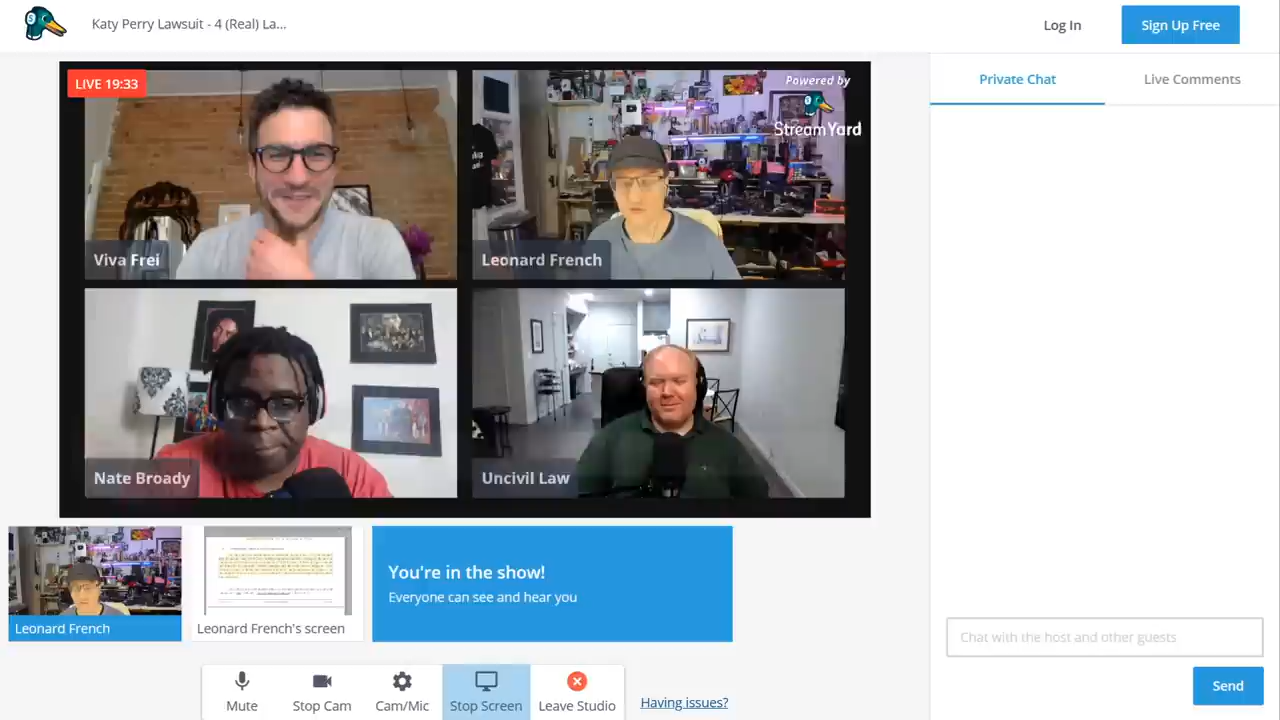 Katy Perry Lawsuit - 4 (Real) La...
Log In
Sign Up Free
LIVE 19:33
Powered by
StreamYard
Viva Frei
Leonard French
Nate Broady
Uncivil Law
Private Chat
Live Comments
Leonard French
Leonard French's screen
You're in the show!
Everyone can see and hear you
Chat with the host and other guests
Send
Mute
Stop Cam
Cam/Mic
Stop Screen
Leave Studio
Having issues?